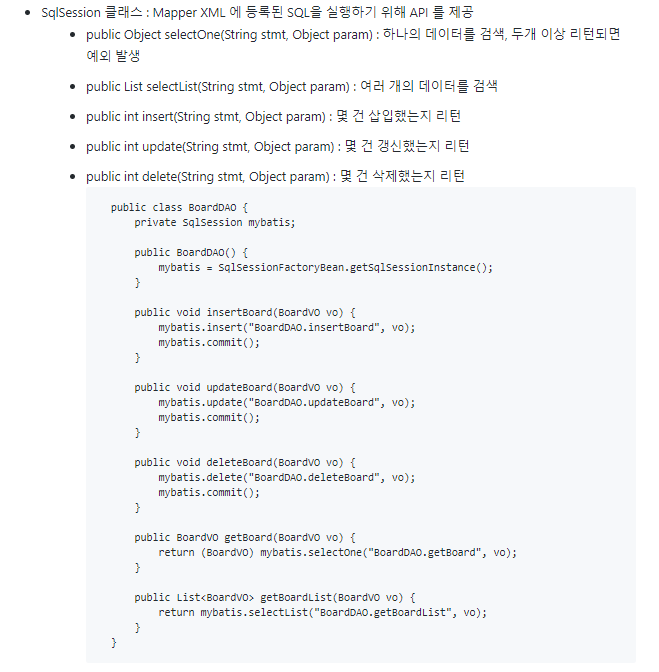 SqlSession 클래스 : Mapper XML 에 등록된 SQL을 실행하기 위해 API 를 제공
public Object selectOne(String stmt, Object param) : 하나의 데이터를 검색, 두개 이상 리턴되면
예외 발생
public List selectList(String stmt, Object param) : 여러 개의 데이터를 검색
public int insert(String stmt, Object param) : 몇 건 삽입했는지 리턴
public int update(String stmt, Object param) : 몇 건 갱신했는지 리턴
public int delete(String stmt, Object param) : 몇 건 삭제했는지 리턴
public class BoardDAO {
    private SqlSession mybatis;

    public BoardDAO() {
        mybatis = SqlSessionFactoryBean.getSqlSessionInstance();
    }

    public void insertBoard(BoardVO vo) {
        mybatis.insert("BoardDAO.insertBoard", vo);
        mybatis.commit();
    }

    public void updateBoard(BoardVO vo) {
        mybatis.update("BoardDAO.updateBoard", vo);
        mybatis.commit();
    }

    public void deleteBoard(BoardVO vo) {
        mybatis.delete("BoardDAO.deleteBoard", vo);
        mybatis.commit();
    }

    public BoardVO getBoard(BoardVO vo) {
        return (BoardVO) mybatis.selectOne("BoardDAO.getBoard", vo);
    }

    public List<BoardVO> getBoardList(BoardVO vo) {
        return mybatis.selectList("BoardDAO.getBoardList", vo);
    }
}